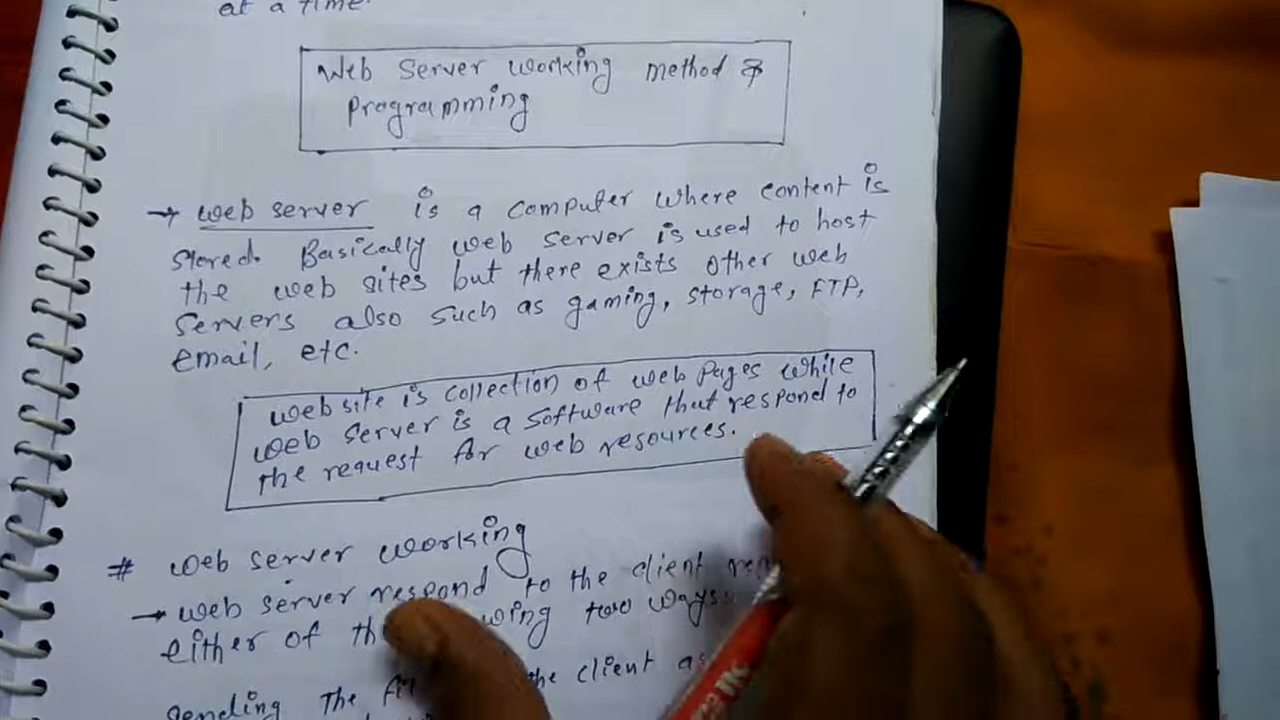 at a time.
Web Server working method &
Programming
→ web server is a computer where content is
stored. Basically web server is used to host
the web sites but there exists other web
servers also such as gaming, storage, FTP,
email, etc.
website is collection of web pages while
web server is a software that respond to
the request for web resources.
# web server working
→ web server respond to the client
either of two ways
sending the the client